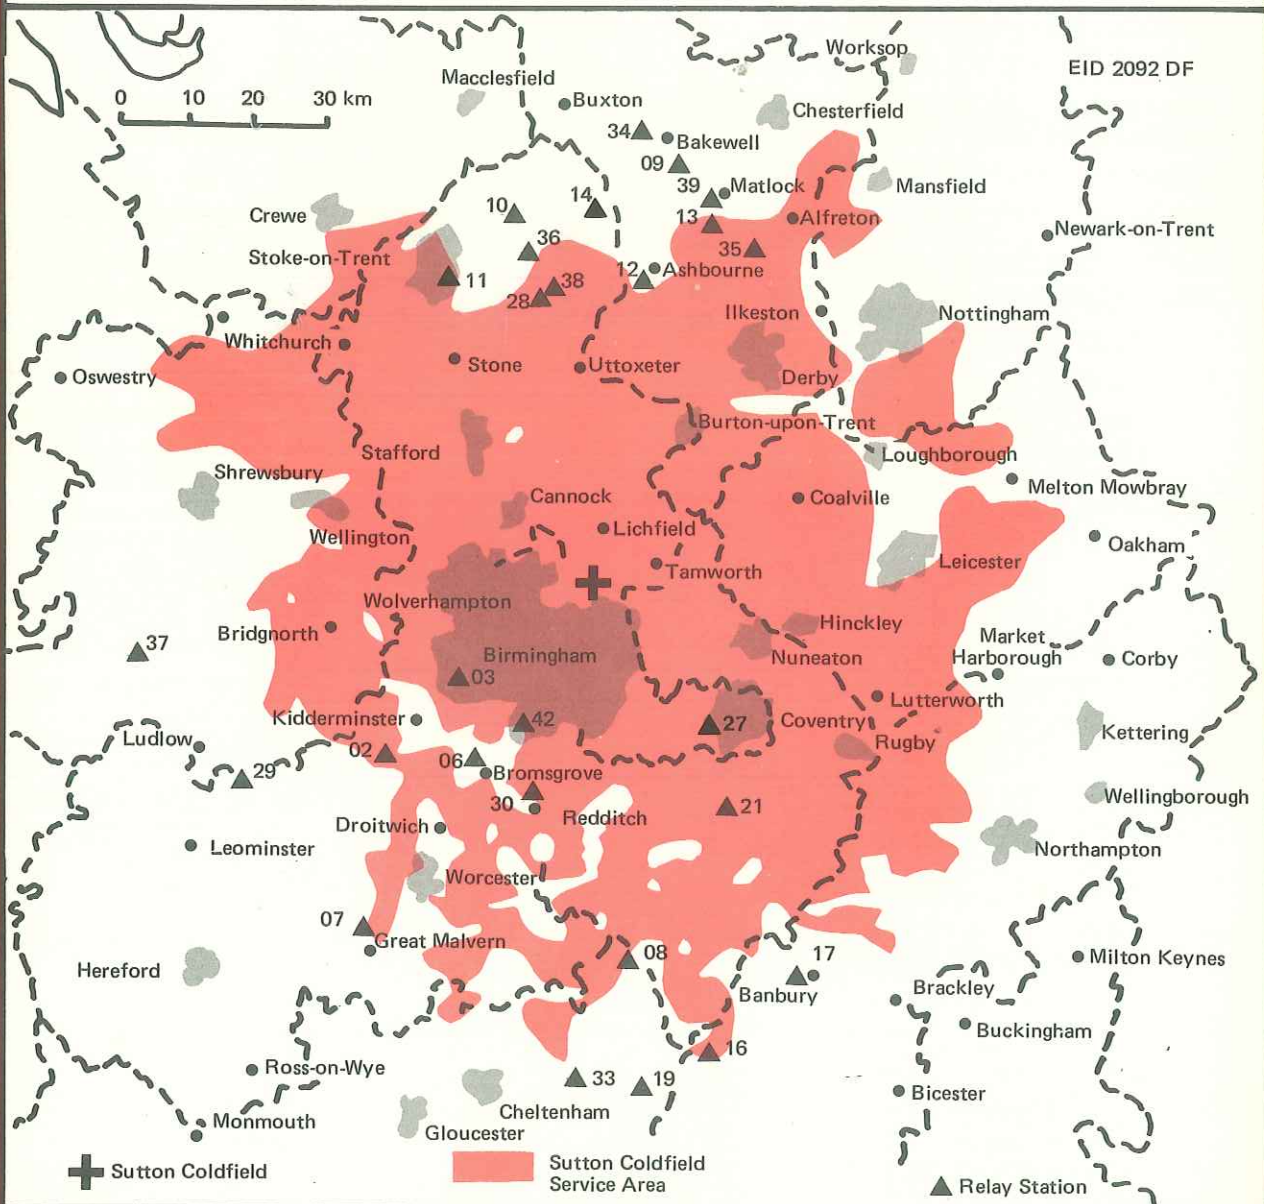 Worksop
EID 2092 DF
Macclesfield
0 10 20 30 km
Buxton
Chesterfield
34
Bakewell
09
Mansfield
39
Matlock
Crewe
10
14
13
Alfreton
Newark-on-Trent
36
35
Stoke-on-Trent
11
38
28
12
Ashbourne
Ilkeston
Nottingham
Whitchurch
Stone
Uttoxeter
Oswestry
Derby
Burton-upon-Trent
Stafford
Loughborough
Shrewsbury
Melton Mowbray
Cannock
Coalville
Lichfield
Wellington
Oakham
Leicester
Tamworth
Wolverhampton
Hinckley
Bridgnorth
37
Market
Harborough
Birmingham
Nuneaton
Corby
03
Lutterworth
Kidderminster
42
27
Coventry
Kettering
Ludlow
Rugby
02
06
29
Bromsgrove
Wellingborough
30
21
Redditch
Droitwich
Leominster
Northampton
Worcester
07
Great Malvern
08
17
Hereford
Milton Keynes
Banbury
Brackley
Buckingham
16
Ross-on-Wye
33
19
Bicester
Cheltenham
Monmouth
Gloucester
Sutton Coldfield
Sutton Coldfield
Service Area
Relay Station